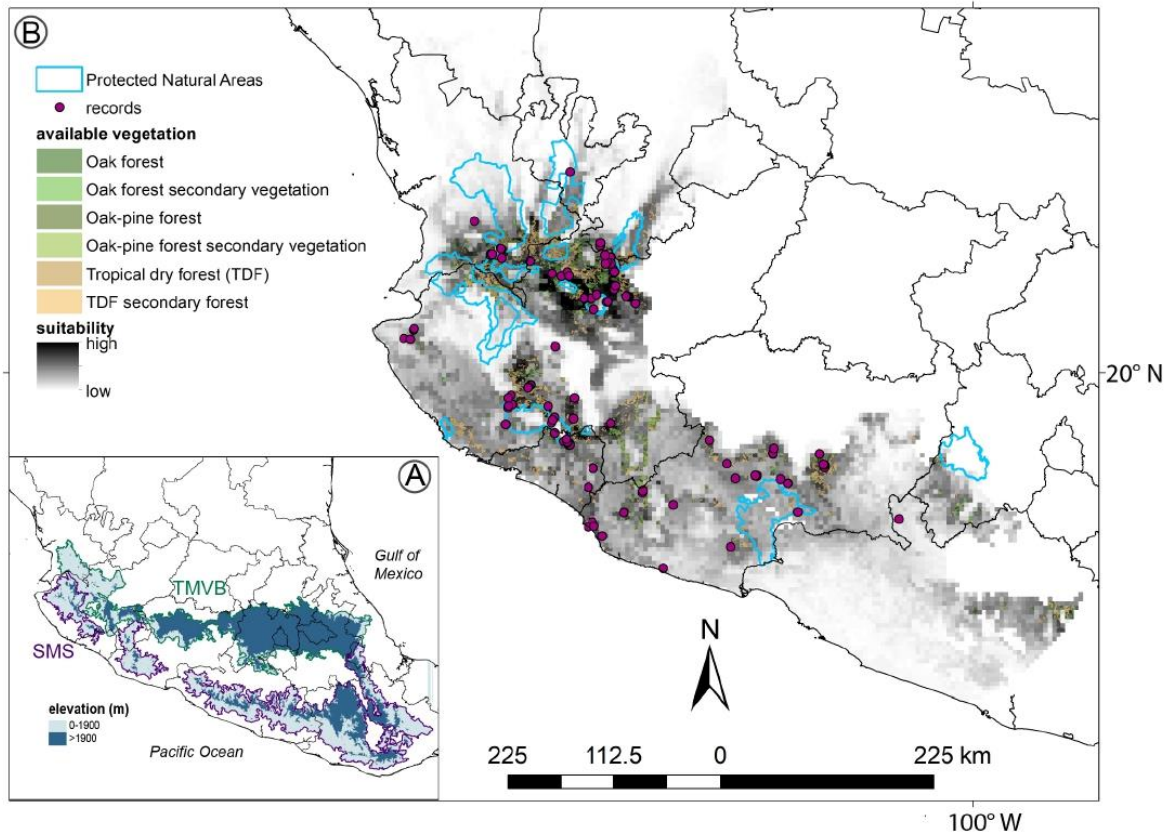 B
Protected Natural Areas
records
available vegetation
Oak forest
Oak forest secondary vegetation
Oak-pine forest
Oak-pine forest secondary vegetation
Tropical dry forest (TDF)
TDF secondary forest
suitability
high
low
20° N
A
Gulf of
Mexico
TMVB
SMS
elevation (m)
0-1900
>1900
Pacific Ocean
N
225 112.5 0 225 km
100° W